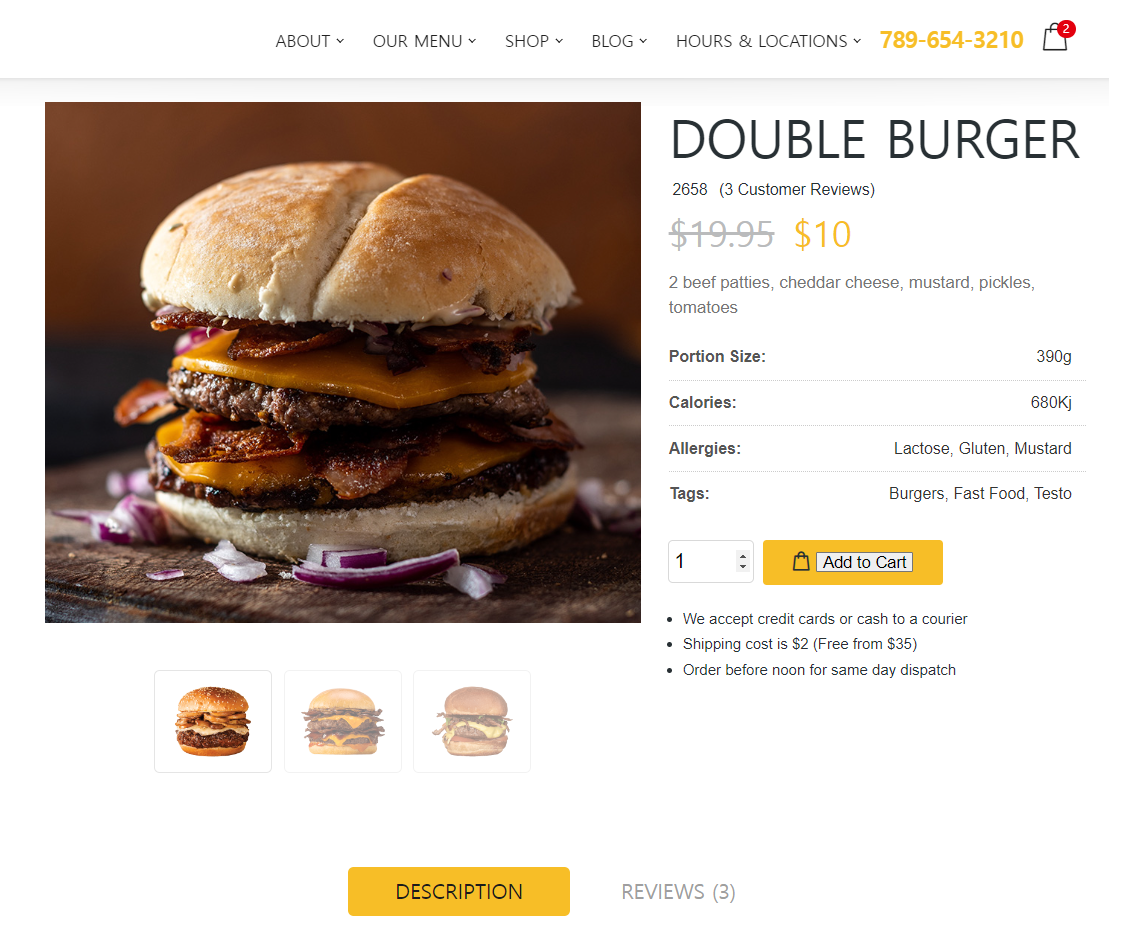 ABOUT OUR MENU SHOP BLOG HOURS & LOCATIONS 789-654-3210 2
DOUBLE BURGER
2658 (3 Customer Reviews)
$19.95 $10
2 beef patties, cheddar cheese, mustard, pickles,
tomatoes
Portion Size: 390g
Calories: 680Kj
Allergies: Lactose, Gluten, Mustard
Tags: Burgers, Fast Food, Testo
1 Add to Cart
We accept credit cards or cash to a courier
Shipping cost is $2 (Free from $35)
Order before noon for same day dispatch
DESCRIPTION REVIEWS (3)